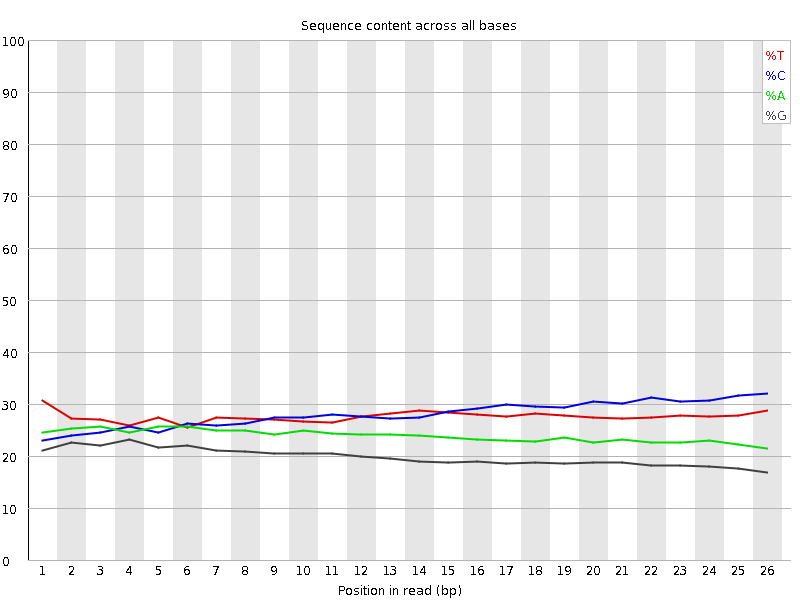 Sequence content across all bases
100
90
80
70
60
50
40
30
20
10
0
%T
%C
%A
%G
1 2 3 4 5 6 7 8 9 10 11 12 13 14 15 16 17 18 19 20 21 22 23 24 25 26
Position in read (bp)